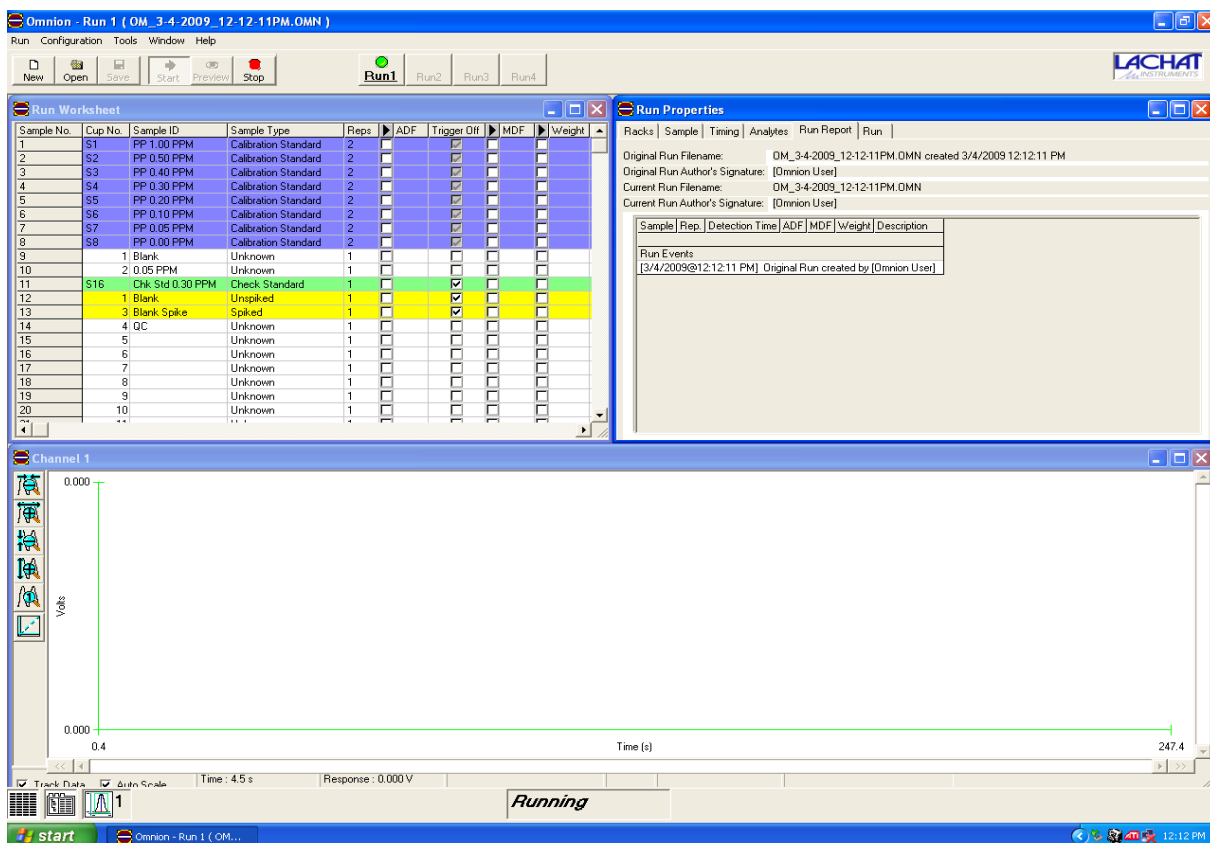 Omnion - Run 1 ( OM_3-4-2009_12-12-11PM.OMN )
Run Configuration Tools Window Help
New Open Save Start Preview Stop Run1 Run2 Run3 Run4
LACHAT
INSTRUMENTS
Run Worksheet
Sample No. Cup No. Sample ID Sample Type Reps ADF Trigger Off MDF Weight
1 S1 PP 1.00 PPM Calibration Standard 2
2 S2 PP 0.50 PPM Calibration Standard 2
3 S3 PP 0.40 PPM Calibration Standard 2
4 S4 PP 0.30 PPM Calibration Standard 2
5 S5 PP 0.20 PPM Calibration Standard 2
6 S6 PP 0.10 PPM Calibration Standard 2
7 S7 PP 0.05 PPM Calibration Standard 2
8 S8 PP 0.00 PPM Calibration Standard 2
9 1 Blank Unknown 1
10 2 0.05 PPM Unknown 1
11 S16 Chk Std 0.30 PPM Check Standard 1
12 1 Blank Unspiked 1
13 3 Blank Spike Spiked 1
14 4 QC Unknown 1
15 5 Unknown 1
16 6 Unknown 1
17 7 Unknown 1
18 8 Unknown 1
19 9 Unknown 1
20 10 Unknown 1
Run Properties
Racks Sample Timing Analytes Run Report Run
Original Run Filename: OM_3-4-2009_12-12-11PM.OMN created 3/4/2009 12:12:11 PM
Original Run Author's Signature: [Omnion User]
Current Run Filename: OM_3-4-2009_12-12-11PM.OMN
Current Run Author's Signature: [Omnion User]
Sample Rep. Detection Time ADF MDF Weight Description
Run Events
[3/4/2009@12:12:11 PM] Original Run created by [Omnion User]
Channel 1
0.000
Volts
0.000
0.4 Time (s) 247.4
<< >>
Track Data Auto Scale Time : 4.5 s Response : 0.000 V
1 Running
start Omnion - Run 1 ( OM... 12:12 PM